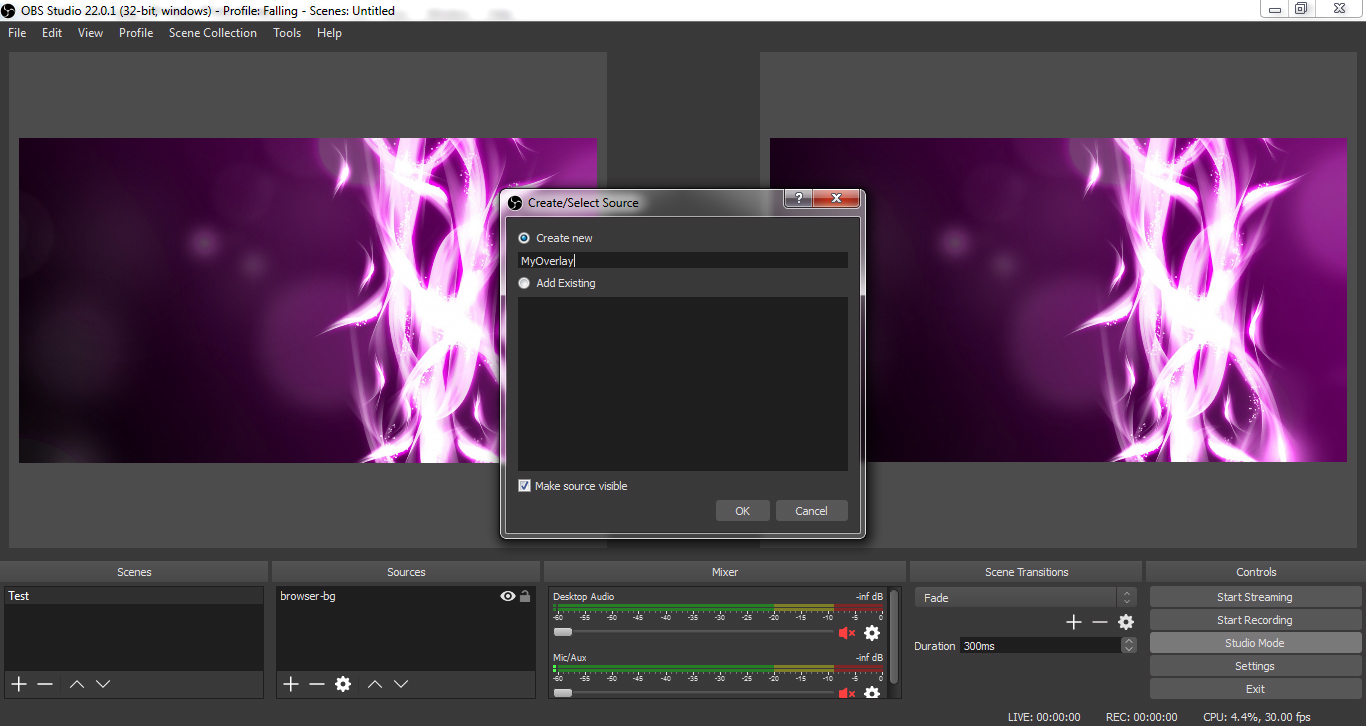 OBS Studio 22.0.1 (32-bit, windows) - Profile: Falling - Scenes: Untitled
File Edit View Profile Scene Collection Tools Help
Create/Select Source
?
Create new
MyOverlay
Add Existing
Make source visible
OK Cancel
Scenes
Test
Sources
browser-bg
Mixer
Desktop Audio -inf dB
-60 -55 -50 -45 -40 -35 -30 -25 -20 -15 -10 -5 0
Mic/Aux -inf dB
-60 -55 -50 -45 -40 -35 -30 -25 -20 -15 -10 -5 0
Scene Transitions
Fade
Duration 300ms
Controls
Start Streaming
Start Recording
Studio Mode
Settings
Exit
LIVE: 00:00:00 REC: 00:00:00 CPU: 4.4%, 30.00 fps